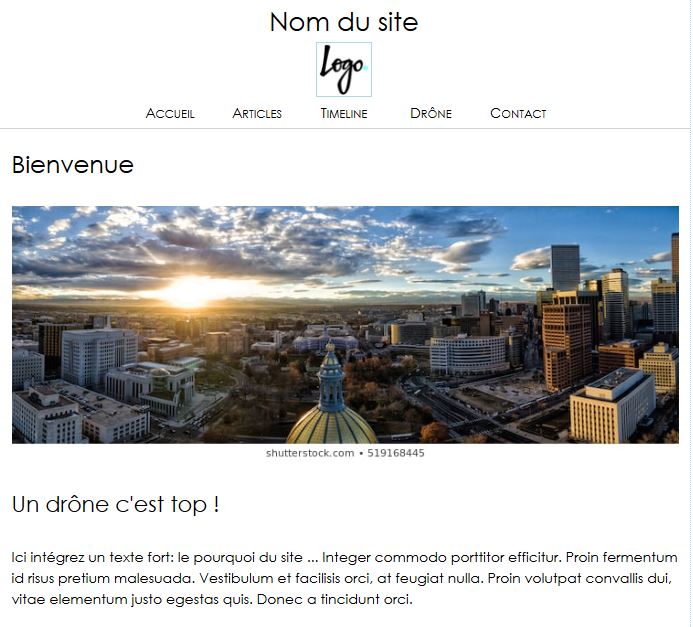 Nom du site
Logo
Accueil Articles Timeline Drône Contact
Bienvenue
shutterstock.com • 519168445
Un drône c'est top !
Ici intégrez un texte fort: le pourquoi du site ... Integer commodo porttitor efficitur. Proin fermentum
id risus pretium malesuada. Vestibulum et facilisis orci, at feugiat nulla. Proin volutpat convallis dui,
vitae elementum justo egestas quis. Donec a tincidunt orci.